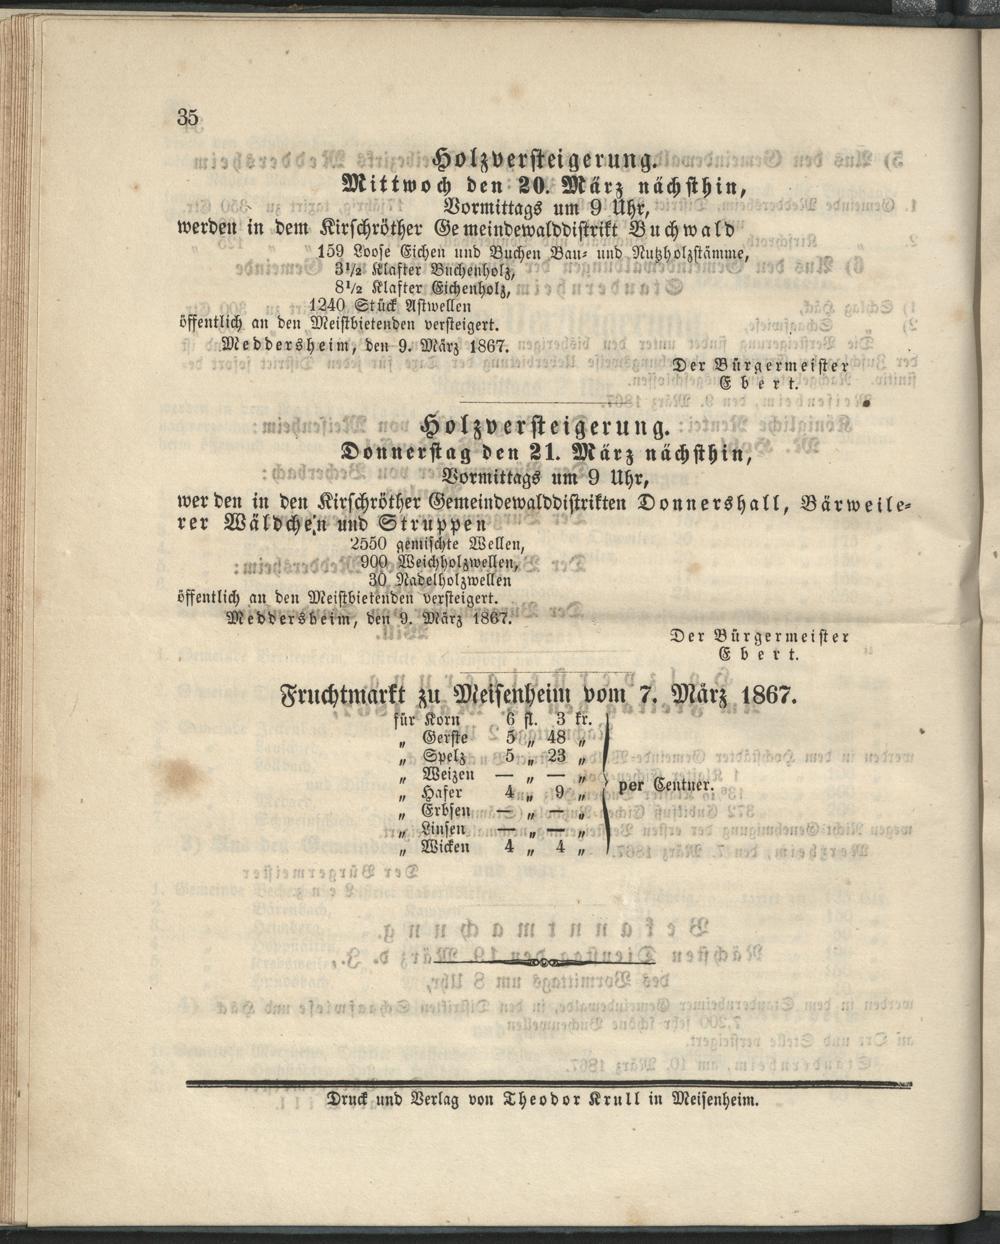 35
Holzversteigerung.
Mittwoch den 20. März nächsthin,
Vormittags um 9 Uhr,
werden in dem Kirschröther Gemeindewalddistrikt Buchwald
159 Loose Eichen und Buchen Bau- und Nutzholzstämme,
3½ Klafter Buchenholz,
8½ Klafter Eichenholz,
1240 Stück Astwellen
öffentlich an den Meistbietenden versteigert.
Meddersheim, den 9. März 1867.
Der Bürgermeister
Ebert.
Holzversteigerung.
Donnerstag den 21. März nächsthin,
Vormittags um 9 Uhr,
werden in den Kirschröther Gemeindewalddistrikten Donnershall, Bärweile-
rer Wäldchen und Struppen
2550 gemischte Wellen,
900 Weichholzwellen,
30 Nadelholzwellen
öffentlich an den Meistbietenden versteigert.
Meddersheim, den 9. März 1867.
Der Bürgermeister
Ebert.
Fruchtmarkt zu Meisenheim vom 7. März 1867.
für Korn 6 fl. 3 kr.
„ Gerste 5 „ 48 „
„ Spelz 5 „ 23 „
„ Weizen — „ — „
„ Hafer 4 „ 9 „ per Centner.
„ Erbsen — „ — „
„ Linsen — „ — „
„ Wicken 4 „ 4 „
Druck und Verlag von Theodor Krull in Meisenheim.